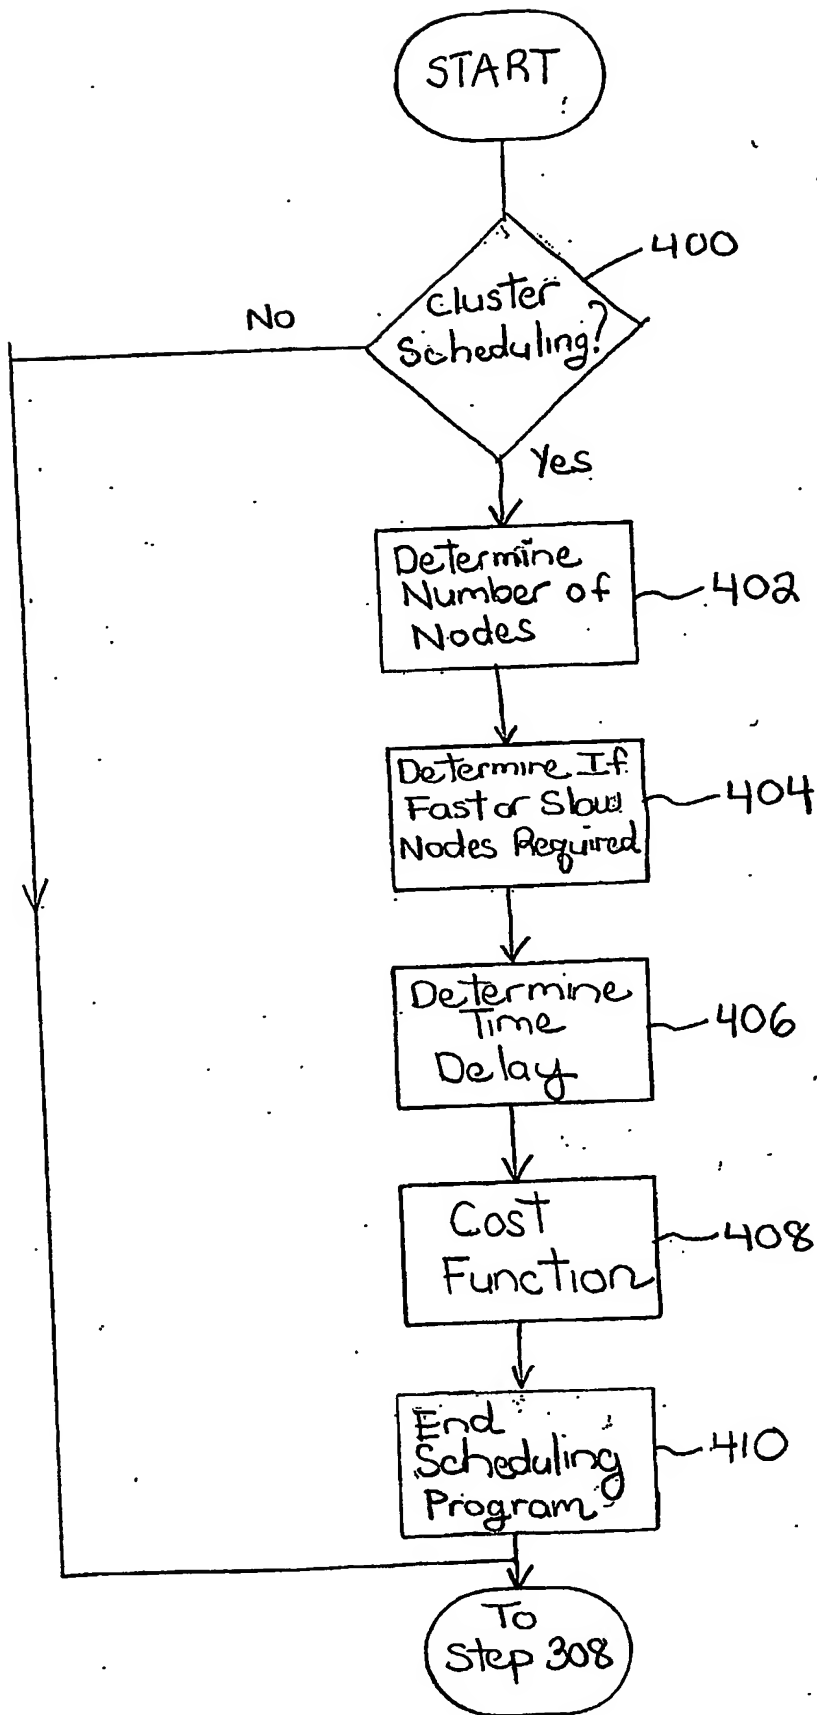 START
400
Cluster
Scheduling?
No
Yes
Determine
Number of
Nodes
402
Determine If
Fast or Slow
Nodes Required
404
Determine
Time
Delay
406
Cost
Function
408
End
Scheduling
Program
410
To
Step 308